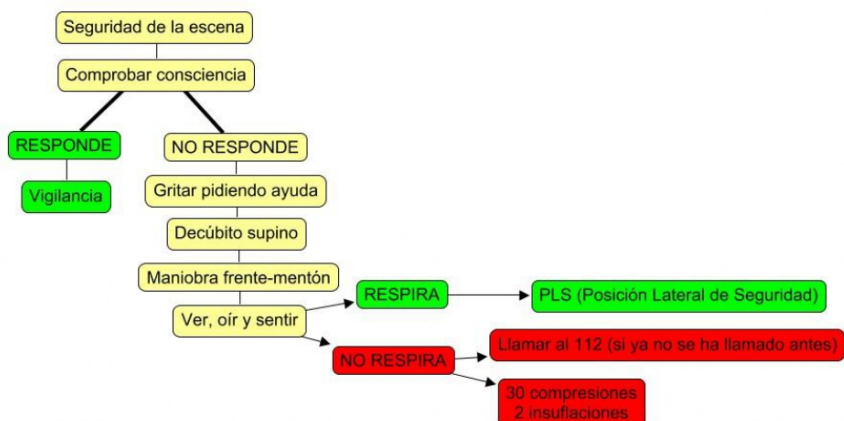 Seguridad de la escena
Comprobar consciencia
RESPONDE
NO RESPONDE
Vigilancia
Gritar pidiendo ayuda
Decúbito supino
Maniobra frente-mentón
Ver, oír y sentir
RESPIRA
PLS (Posición Lateral de Seguridad)
NO RESPIRA
Llamar al 112 (si ya no se ha llamado antes)
30 compresiones
2 insuflaciones